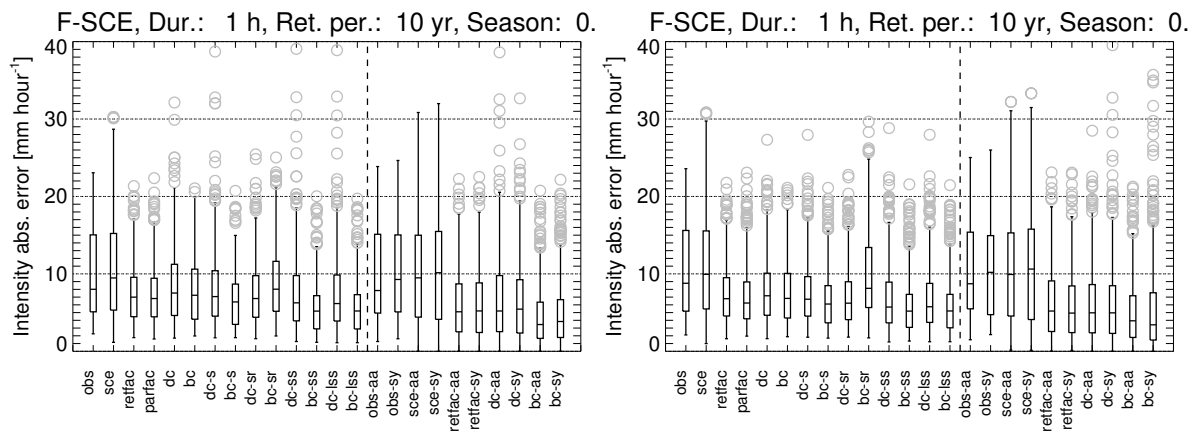 F-SCE, Dur.: 1 h, Ret. per.: 10 yr, Season: 0.
Intensity abs. error [mm hour-1]
40
30
20
10
0
obs
sce
retfac
parfac
dc
bc
dc-s
bc-s
dc-sr
bc-sr
dc-ss
bc-ss
dc-lss
bc-lss
obs-aa
obs-sy
sce-aa
sce-sy
retfac-aa
retfac-sy
dc-aa
dc-sy
bc-aa
bc-sy
F-SCE, Dur.: 1 h, Ret. per.: 10 yr, Season: 0.
Intensity abs. error [mm hour-1]
40
30
20
10
0
obs
sce
retfac
parfac
dc
bc
dc-s
bc-s
dc-sr
bc-sr
dc-ss
bc-ss
dc-lss
bc-lss
obs-aa
obs-sy
sce-aa
sce-sy
retfac-aa
retfac-sy
dc-aa
dc-sy
bc-aa
bc-sy